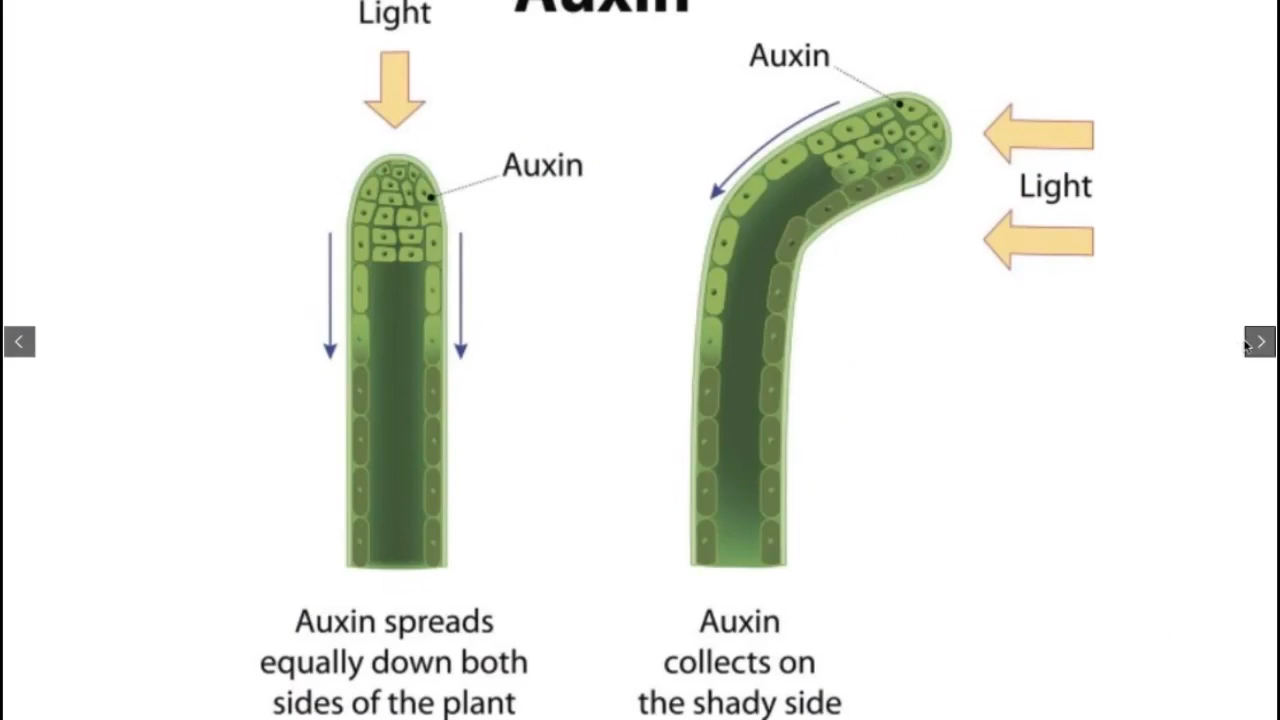 Auxin
Light
Auxin
Auxin
Light
Auxin spreads
equally down both
sides of the plant
Auxin
collects on
the shady side